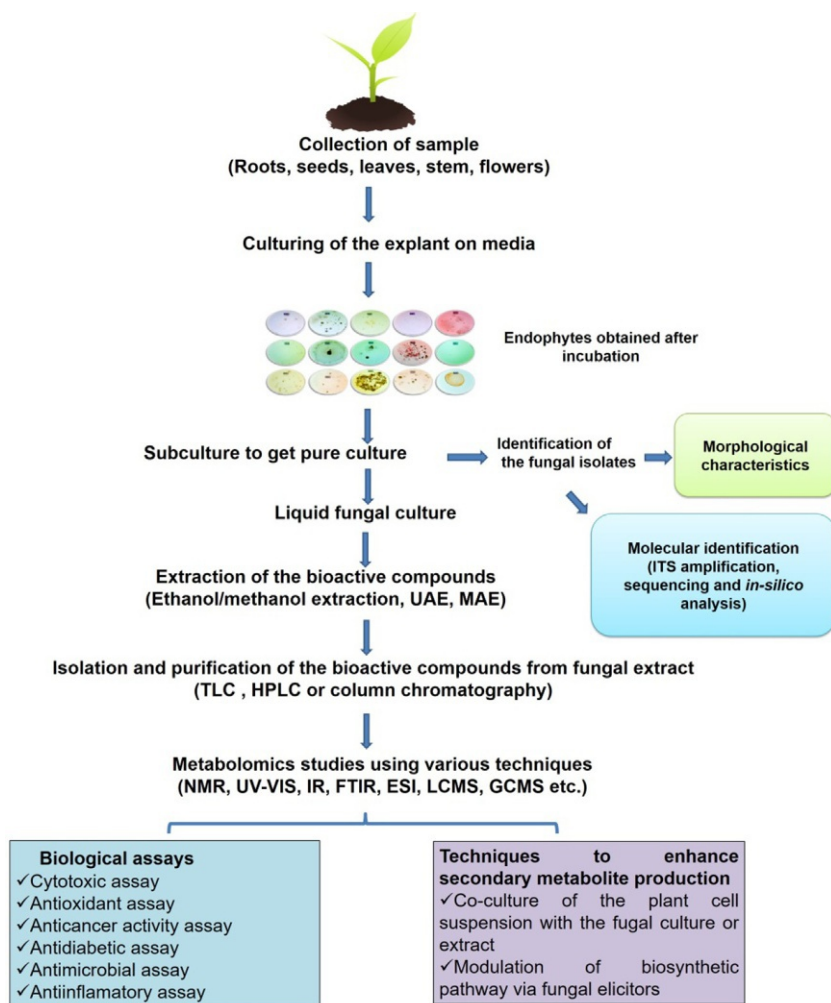 Collection of sample
(Roots, seeds, leaves, stem, flowers)
Culturing of the explant on media
Endophytes obtained after
incubation
Subculture to get pure culture
Identification of
the fungal isolates
Morphological
characteristics
Liquid fungal culture
Molecular identification
(ITS amplification,
sequencing and in-silico
analysis)
Extraction of the bioactive compounds
(Ethanol/methanol extraction, UAE, MAE)
Isolation and purification of the bioactive compounds from fungal extract
(TLC , HPLC or column chromatography)
Metabolomics studies using various techniques
(NMR, UV-VIS, IR, FTIR, ESI, LCMS, GCMS etc.)
Biological assays
✓Cytotoxic assay
✓Antioxidant assay
✓Anticancer activity assay
✓Antidiabetic assay
✓Antimicrobial assay
✓Antiinflamatory assay
Techniques to enhance
secondary metabolite production
✓Co-culture of the plant cell
suspension with the fugal culture or
extract
✓Modulation of biosynthetic
pathway via fungal elicitors